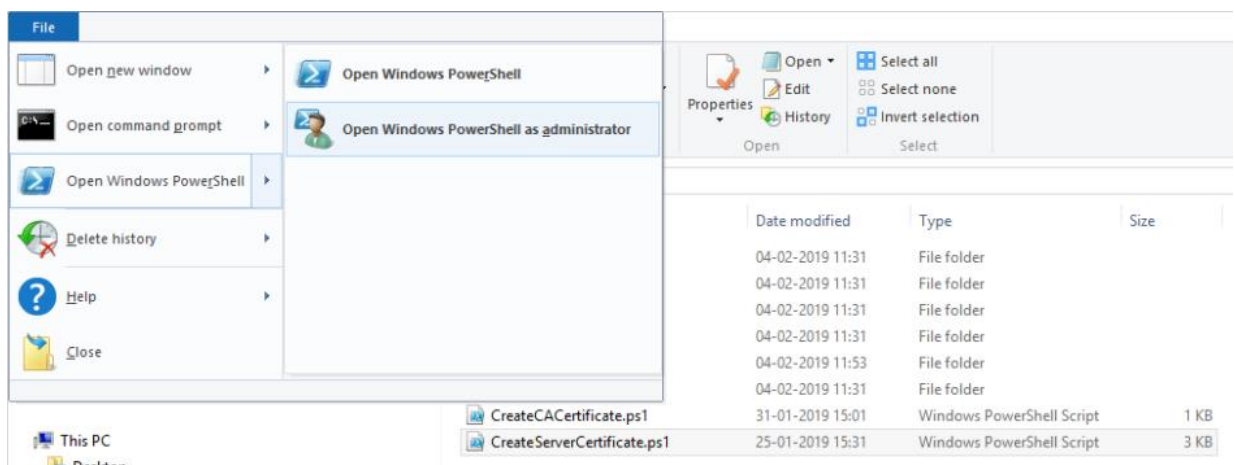 File
Open new window
Open command prompt
Open Windows PowerShell
Delete history
Help
Close
Open Windows PowerShell
Open Windows PowerShell as administrator
Properties
Open
Edit
History
Open
Select all
Select none
Invert selection
Select
Date modified Type Size
04-02-2019 11:31 File folder
04-02-2019 11:31 File folder
04-02-2019 11:31 File folder
04-02-2019 11:31 File folder
04-02-2019 11:53 File folder
04-02-2019 11:31 File folder
CreateCACertificate.ps1 31-01-2019 15:01 Windows PowerShell Script 1 KB
CreateServerCertificate.ps1 25-01-2019 15:31 Windows PowerShell Script 3 KB
This PC